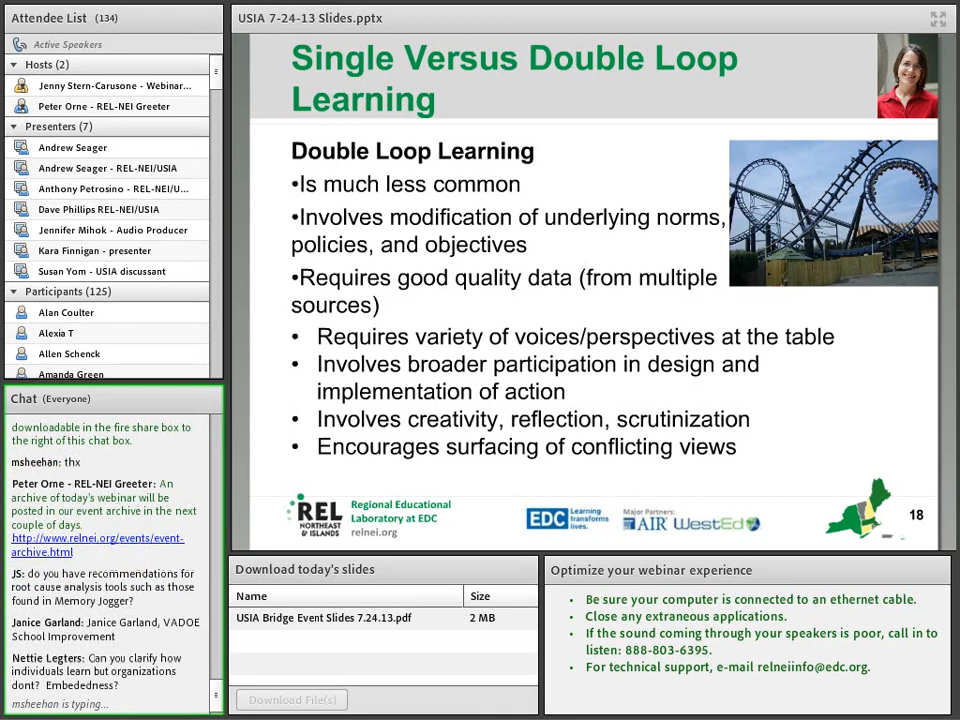 Attendee List (134)
Active Speakers
Hosts (2)
Jenny Stern-Carusone - Webinar...
Peter Orne - REL-NEI Greeter
Presenters (7)
Andrew Seager
Andrew Seager - REL-NEI/USIA
Anthony Petrosino - REL-NEI/U...
Dave Phillips REL-NEI/USIA
Jennifer Mihok - Audio Producer
Kara Finnigan - presenter
Susan Yom - USIA discussant
Participants (125)
Alan Coulter
Alexia T
Allen Schenck
Amanda Green
Chat (Everyone)
downloadable in the fire share box to
the right of this chat box.
msheehan: thx
Peter Orne - REL-NEI Greeter: An
archive of today's webinar will be
posted in our event archive in the next
couple of days.
http://www.relnei.org/events/event-
archive.html
JS: do you have recommendations for
root cause analysis tools such as those
found in Memory Jogger?
Janice Garland: Janice Garland, VADOE
School Improvement
Nettie Legters: Can you clarify how
individuals learn but organizations
dont? Embededness?
msheehan is typing...
USIA 7-24-13 Slides.pptx
Single Versus Double Loop
Learning
Double Loop Learning
•Is much less common
•Involves modification of underlying norms,
policies, and objectives
•Requires good quality data (from multiple
sources)
• Requires variety of voices/perspectives at the table
• Involves broader participation in design and
implementation of action
• Involves creativity, reflection, scrutinization
• Encourages surfacing of conflicting views
REL
NORTHEAST
& ISLANDS
Regional Educational
Laboratory at EDC
relnei.org
EDC Learning
transforms
lives.
Major Partners:
AIR WestEd
18
Download today's slides
Name Size
USIA Bridge Event Slides 7.24.13.pdf 2 MB
Download File(s)
Optimize your webinar experience
• Be sure your computer is connected to an ethernet cable.
• Close any extraneous applications.
• If the sound coming through your speakers is poor, call in to
listen: 888-803-6395.
• For technical support, e-mail relneiinfo@edc.org.